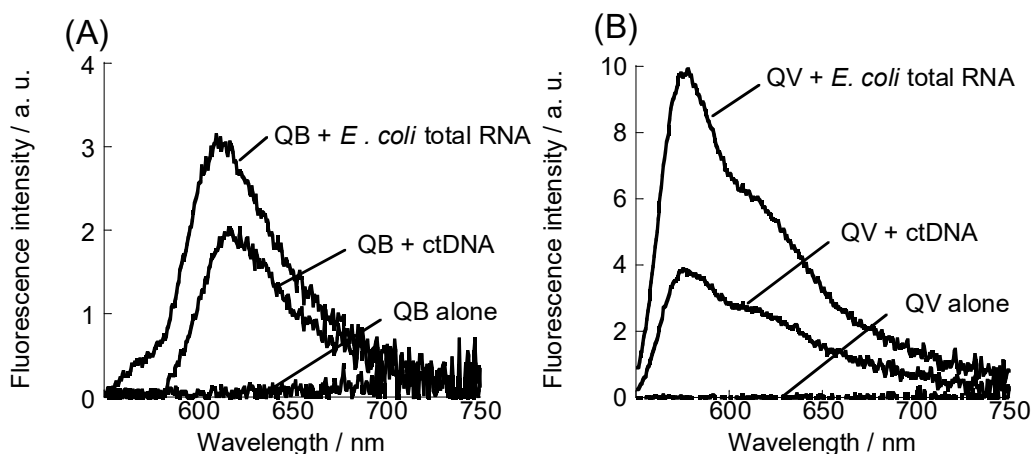 (A)
Fluorescence intensity / a. u.
4
3
2
1
0
QB + E . coli total RNA
QB + ctDNA
QB alone
600
650
700
750
Wavelength / nm
(B)
Fluorescence intensity / a. u.
10
8
6
4
2
0
QV + E. coli total RNA
QV + ctDNA
QV alone
600
650
700
750
Wavelength / nm